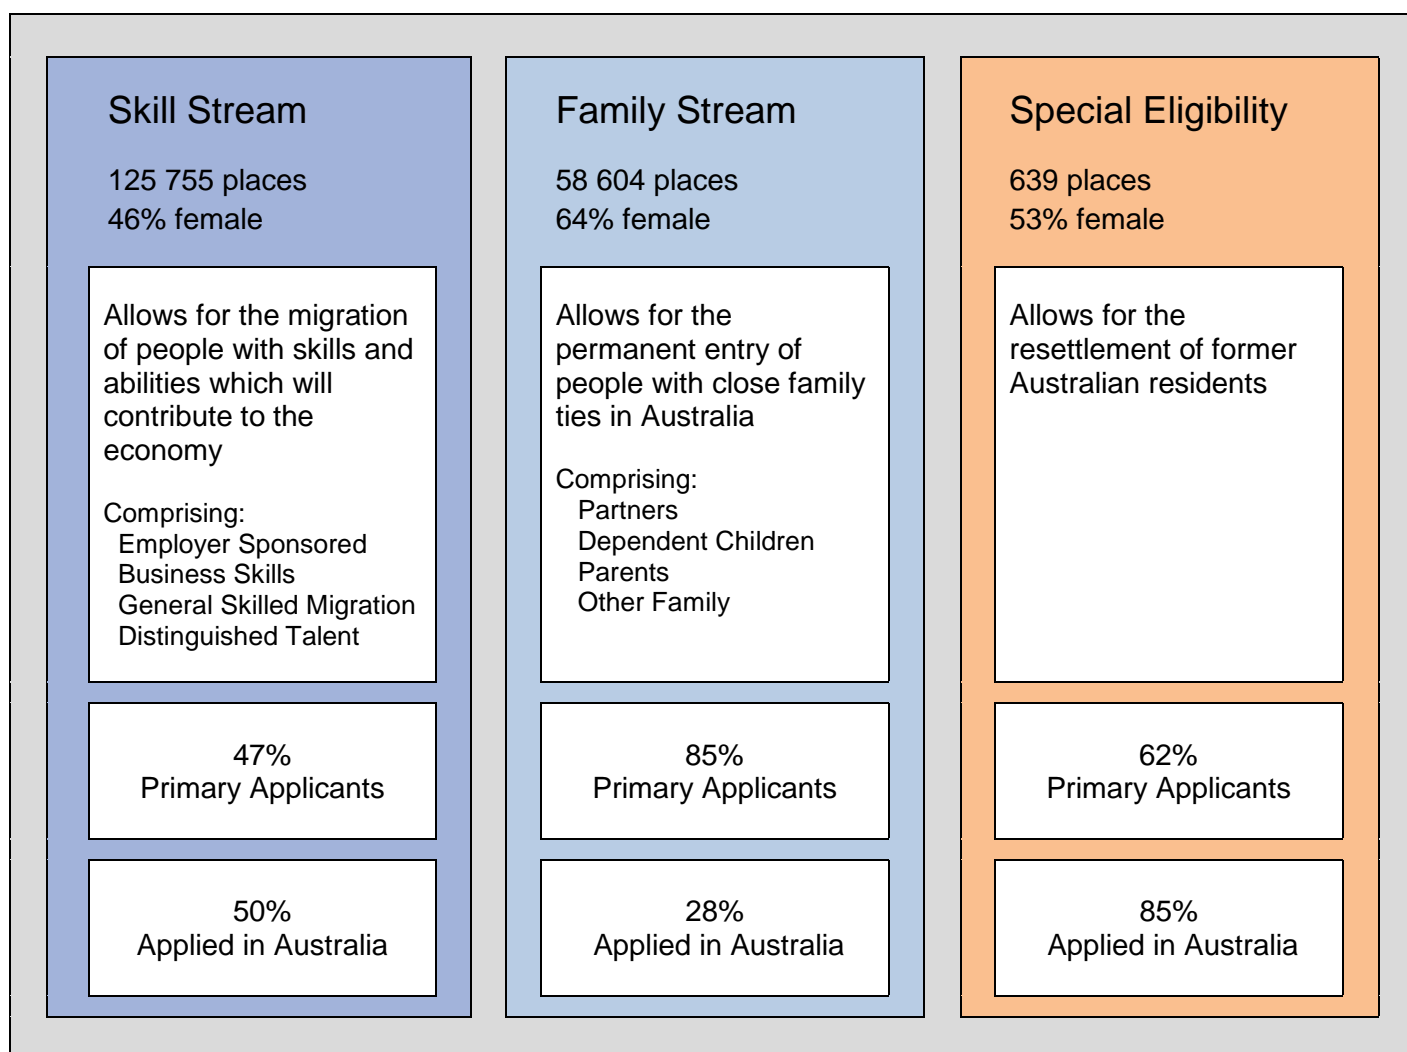 Skill Stream
125 755 places
46% female
Allows for the migration
of people with skills and
abilities which will
contribute to the
economy
Comprising:
Employer Sponsored
Business Skills
General Skilled Migration
Distinguished Talent
47%
Primary Applicants
50%
Applied in Australia
Family Stream
58 604 places
64% female
Allows for the
permanent entry of
people with close family
ties in Australia
Comprising:
Partners
Dependent Children
Parents
Other Family
85%
Primary Applicants
28%
Applied in Australia
Special Eligibility
639 places
53% female
Allows for the
resettlement of former
Australian residents
62%
Primary Applicants
85%
Applied in Australia